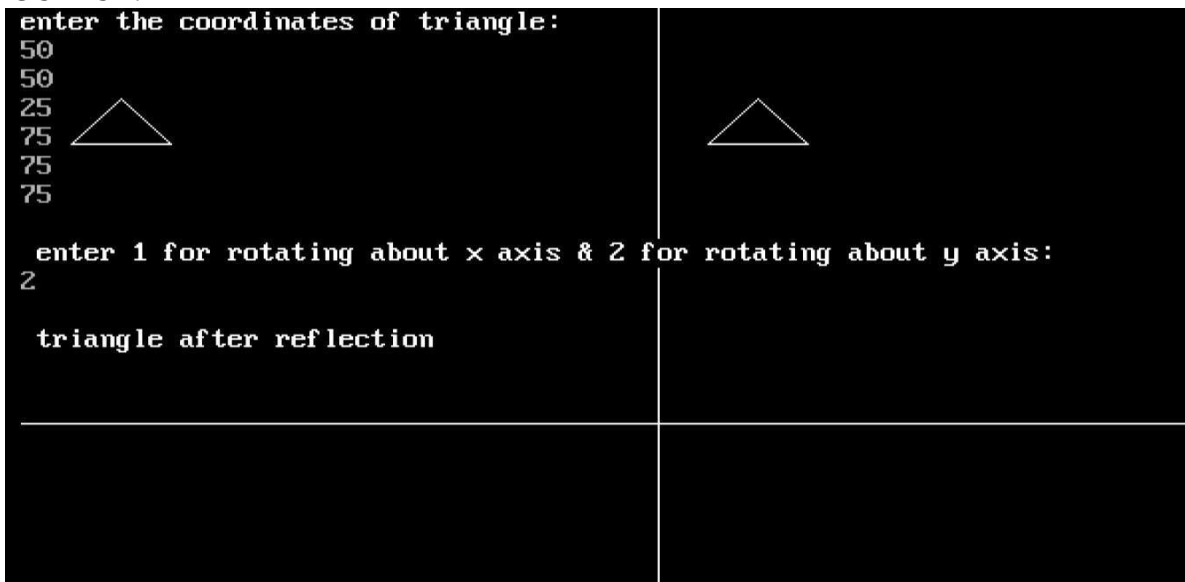 enter the coordinates of triangle:
50
50
25
75
75
75
enter 1 for rotating about x axis & 2 for rotating about y axis:
2
triangle after reflection